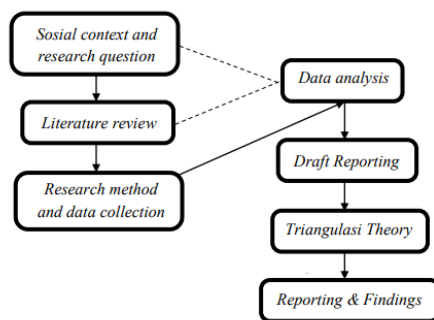 Sosial context and
research question
Literature review
Research method
and data collection
Data analysis
Draft Reporting
Triangulasi Theory
Reporting & Findings